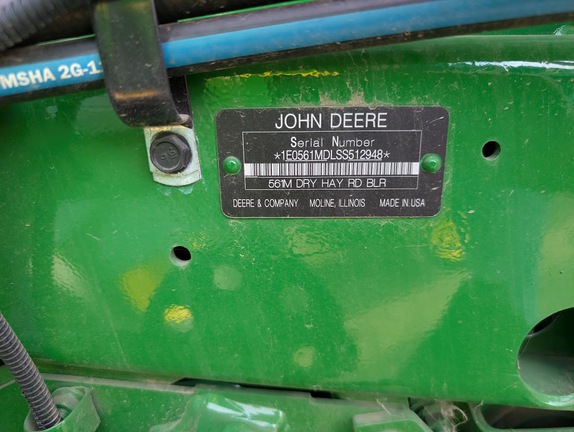 MSHA 2G-1
JOHN DEERE
Serial Number
*1E0561MDLSS512948*
561M DRY HAY RD BLR
DEERE & COMPANY MOLINE, ILLINOIS MADE IN USA